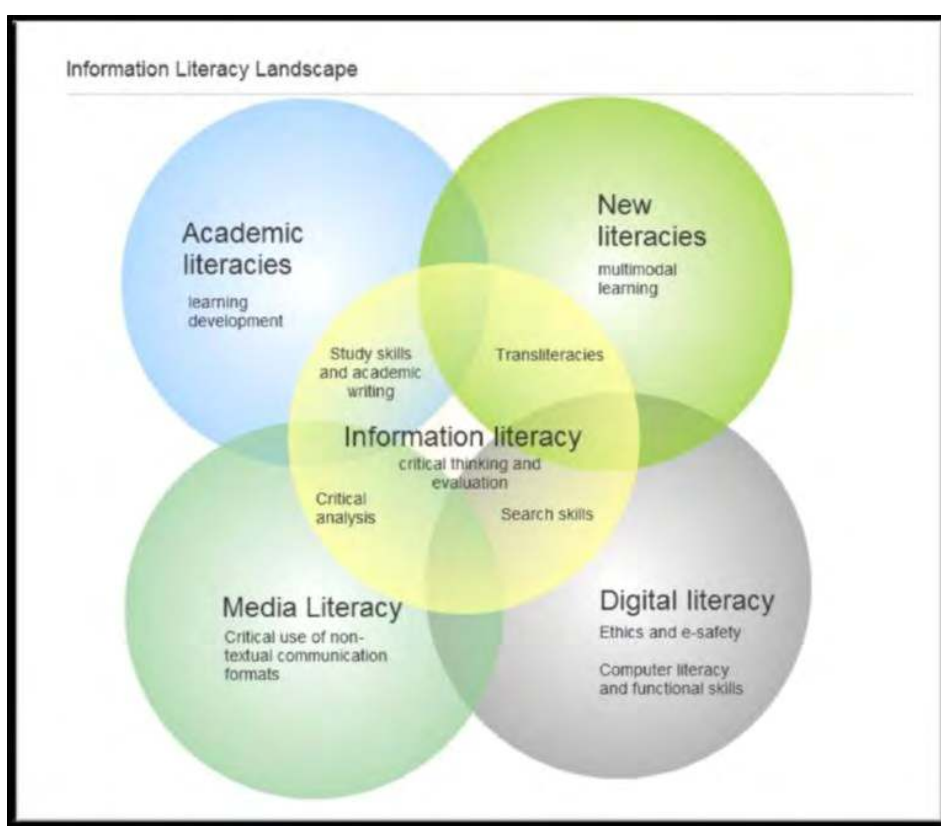 Information Literacy Landscape
Academic
literacies
learning
development
New
literacies
multimodal
learning
Study skills
and academic
writing
Transliteracies
Information literacy
critical thinking and
evaluation
Critical
analysis
Search skills
Media Literacy
Critical use of non-
textual communication
formats
Digital literacy
Ethics and e-safety
Computer literacy
and functional skills